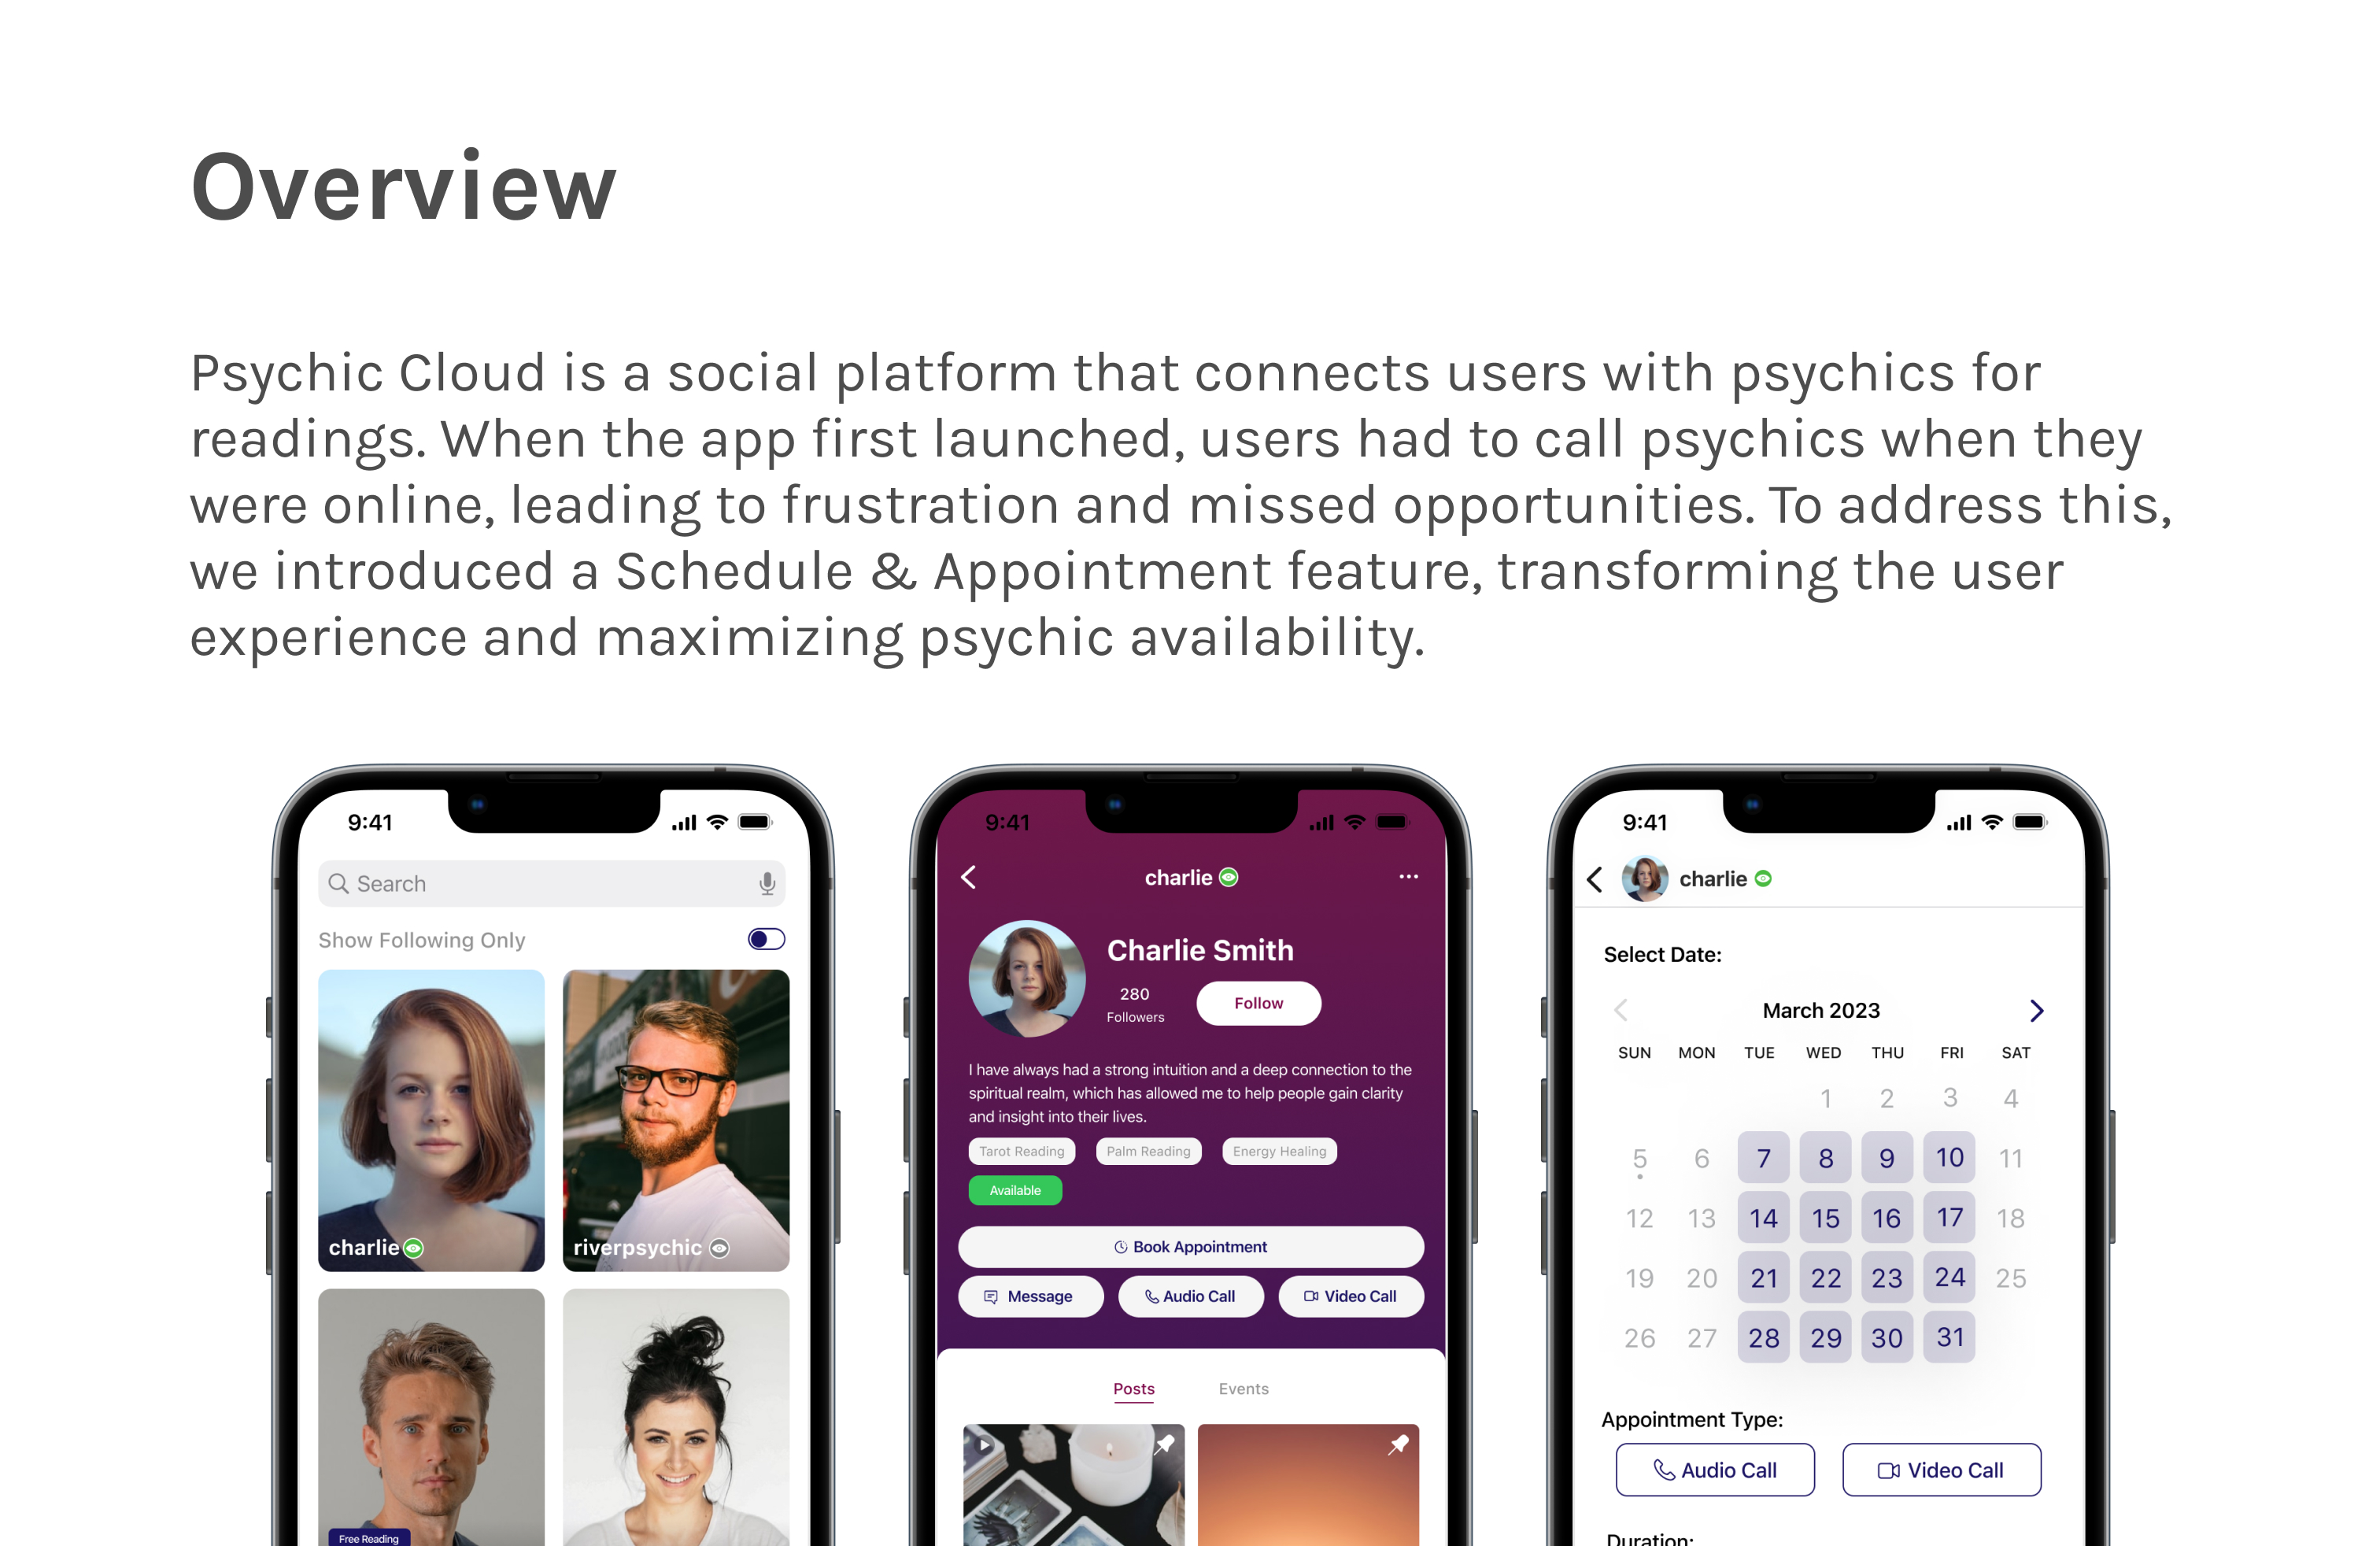 Overview
Psychic Cloud is a social platform that connects users with psychics for
readings. When the app first launched, users had to call psychics when they
were online, leading to frustration and missed opportunities. To address this,
we introduced a Schedule & Appointment feature, transforming the user
experience and maximizing psychic availability.
9:41
Search
Show Following Only
charlie
riverpsychic
Free Reading
9:41
charlie
Charlie Smith
280
Followers
Follow
I have always had a strong intuition and a deep connection to the
spiritual realm, which has allowed me to help people gain clarity
and insight into their lives.
Tarot Reading Palm Reading Energy Healing
Available
Book Appointment
Message Audio Call Video Call
Posts Events
9:41
charlie
Select Date:
March 2023
SUN MON TUE WED THU FRI SAT
1 2 3 4
5 6 7 8 9 10 11
12 13 14 15 16 17 18
19 20 21 22 23 24 25
26 27 28 29 30 31
Appointment Type:
Audio Call Video Call
Duration: